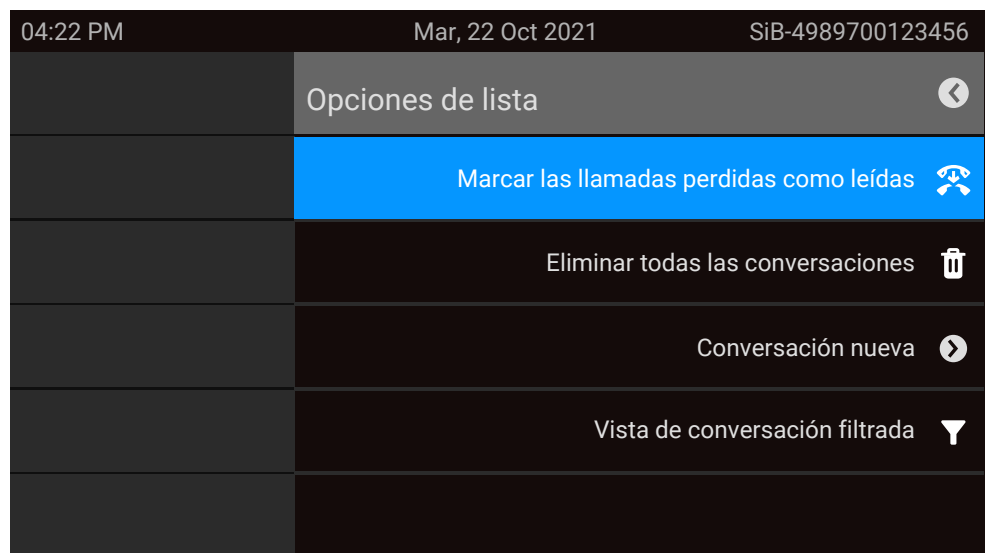 04:22 PM Mar, 22 Oct 2021 SiB-4989700123456
Opciones de lista
Marcar las llamadas perdidas como leídas
Eliminar todas las conversaciones
Conversación nueva
Vista de conversación filtrada